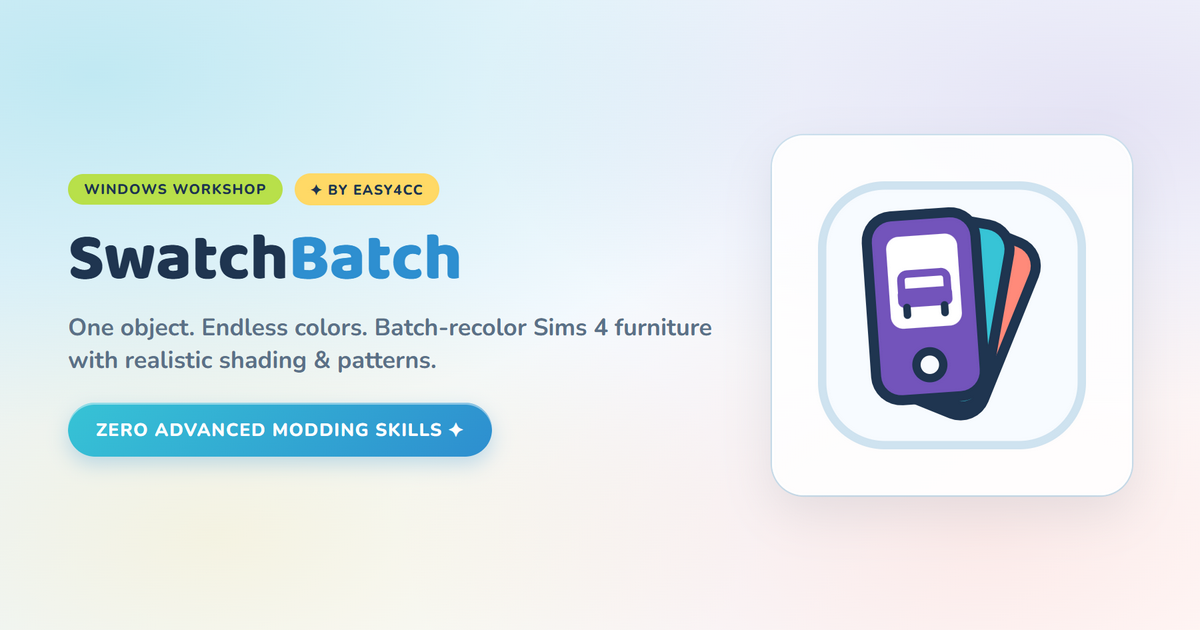 WINDOWS WORKSHOP
✦ BY EASY4CC
SwatchBatch
One object. Endless colors. Batch-recolor Sims 4 furniture
with realistic shading & patterns.
ZERO ADVANCED MODDING SKILLS ✦